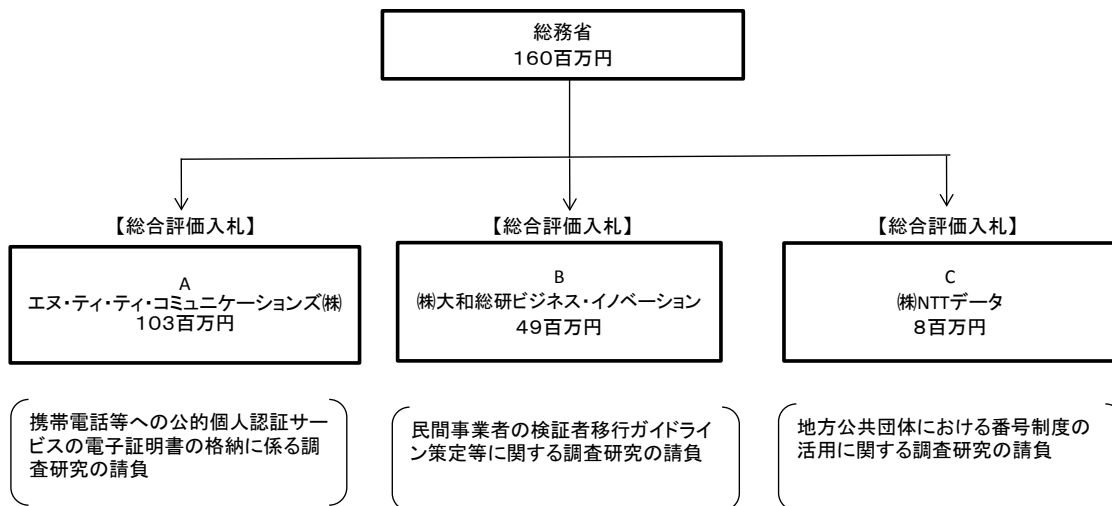 総務省
160百万円
【総合評価入札】
【総合評価入札】
【総合評価入札】
A
エヌ・ティ・ティ・コミュニケーションズ㈱
103百万円
B
㈱大和総研ビジネス・イノベーション
49百万円
C
㈱NTTデータ
8百万円
携帯電話等への公的個人認証サー
ビスの電子証明書の格納に係る調
査研究の請負
民間事業者の検証者移行ガイドライ
ン策定等に関する調査研究の請負
地方公共団体における番号制度の
活用に関する調査研究の請負